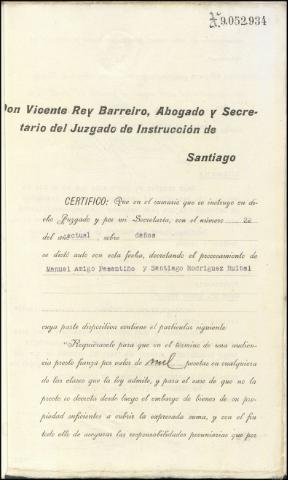 9.052.934
Don Vicente Rey Barreiro, Abogado y Secre-
tario del Juzgado de Instrucción de
Santiago
CERTIFICO: Que en el sumario que se instruye en di-
cho Juzgado y por mi Secretaría, con el número 22
del año actual, sobre daños
se dictó auto con esta fecha, decretando el procesamiento de
Manuel Amigo Pesantiño y Santiago Rodriguez Ruibal
cuya parte dispositiva contiene el particular siguiente
"Requiérasele para que en el término de una audien-
cia preste fianza por valor de mil pesetas en cualquiera
de las clases que la ley admite, y para el caso de que no la
preste se decreta desde luego el embargo de bienes de su pro-
piedad suficientes a cubrir la expresada suma, y con el fin
todo ello de asegurar las responsabilidades pecuniarias que por